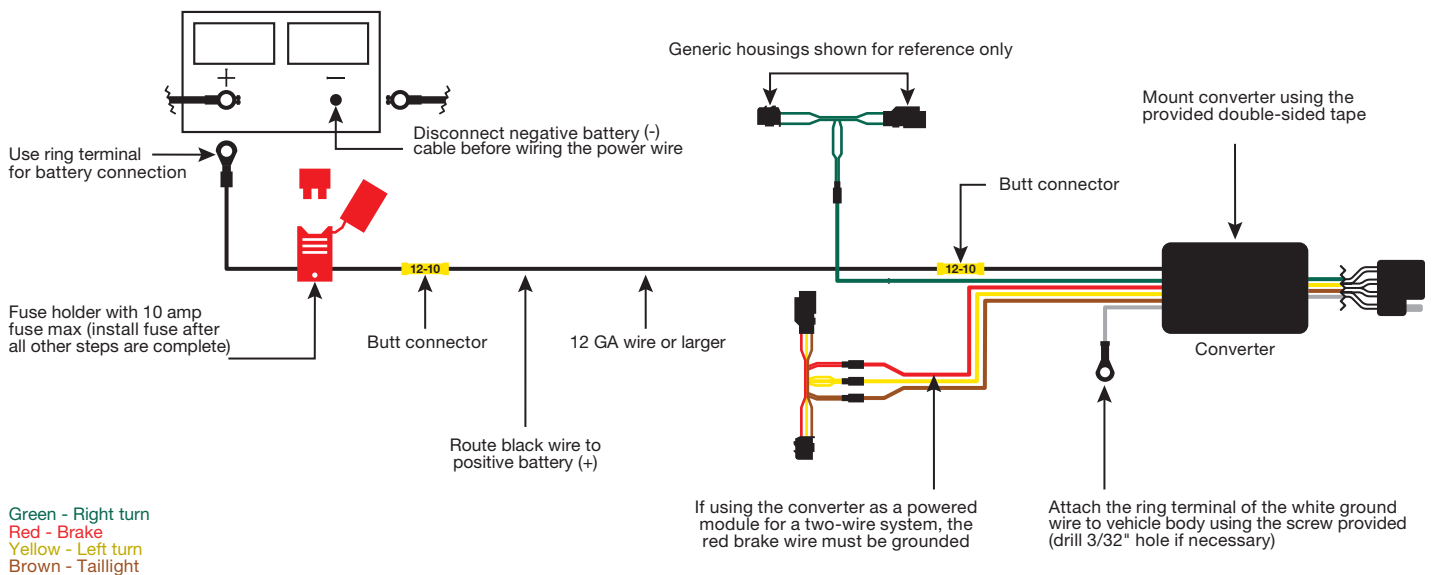 Generic housings shown for reference only
+
−
Disconnect negative battery (-)
cable before wiring the power wire
Mount converter using the
provided double-sided tape
Use ring terminal
for battery connection
Butt connector
12-10
12-10
Fuse holder with 10 amp
fuse max (install fuse after
all other steps are complete)
Butt connector
12 GA wire or larger
Converter
Route black wire to
positive battery (+)
If using the converter as a powered
module for a two-wire system, the
red brake wire must be grounded
Attach the ring terminal of the white ground
wire to vehicle body using the screw provided
(drill 3/32" hole if necessary)
Green - Right turn
Red - Brake
Yellow - Left turn
Brown - Taillight